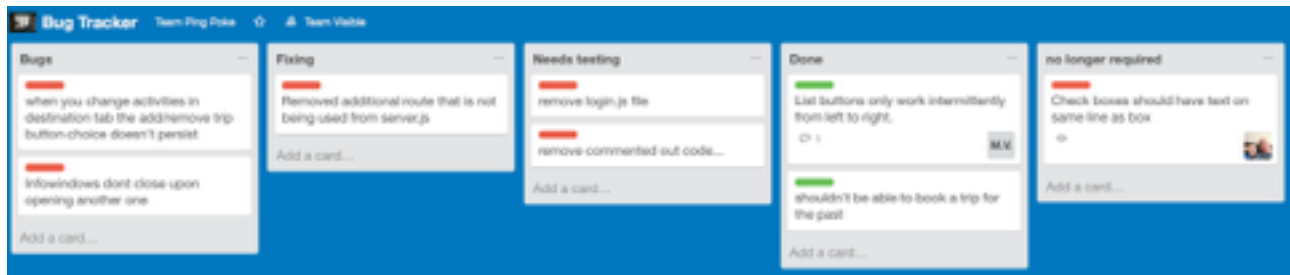 Bug Tracker Team Ping Poke Team Visible
Bugs
when you change activities in
destination tab the add/remove trip
button choice doesn't persist
Infowindows dont close upon
opening another one
Add a card...
Fixing
Removed additional route that is not
being used from server.js
Add a card...
Needs testing
remove login.js file
remove commented out code...
Add a card...
Done
List buttons only work intermittently
from left to right.
1
M.V.
shouldn't be able to book a trip for
the past
Add a card...
no longer required
Check boxes should have text on
same line as box
Add a card...